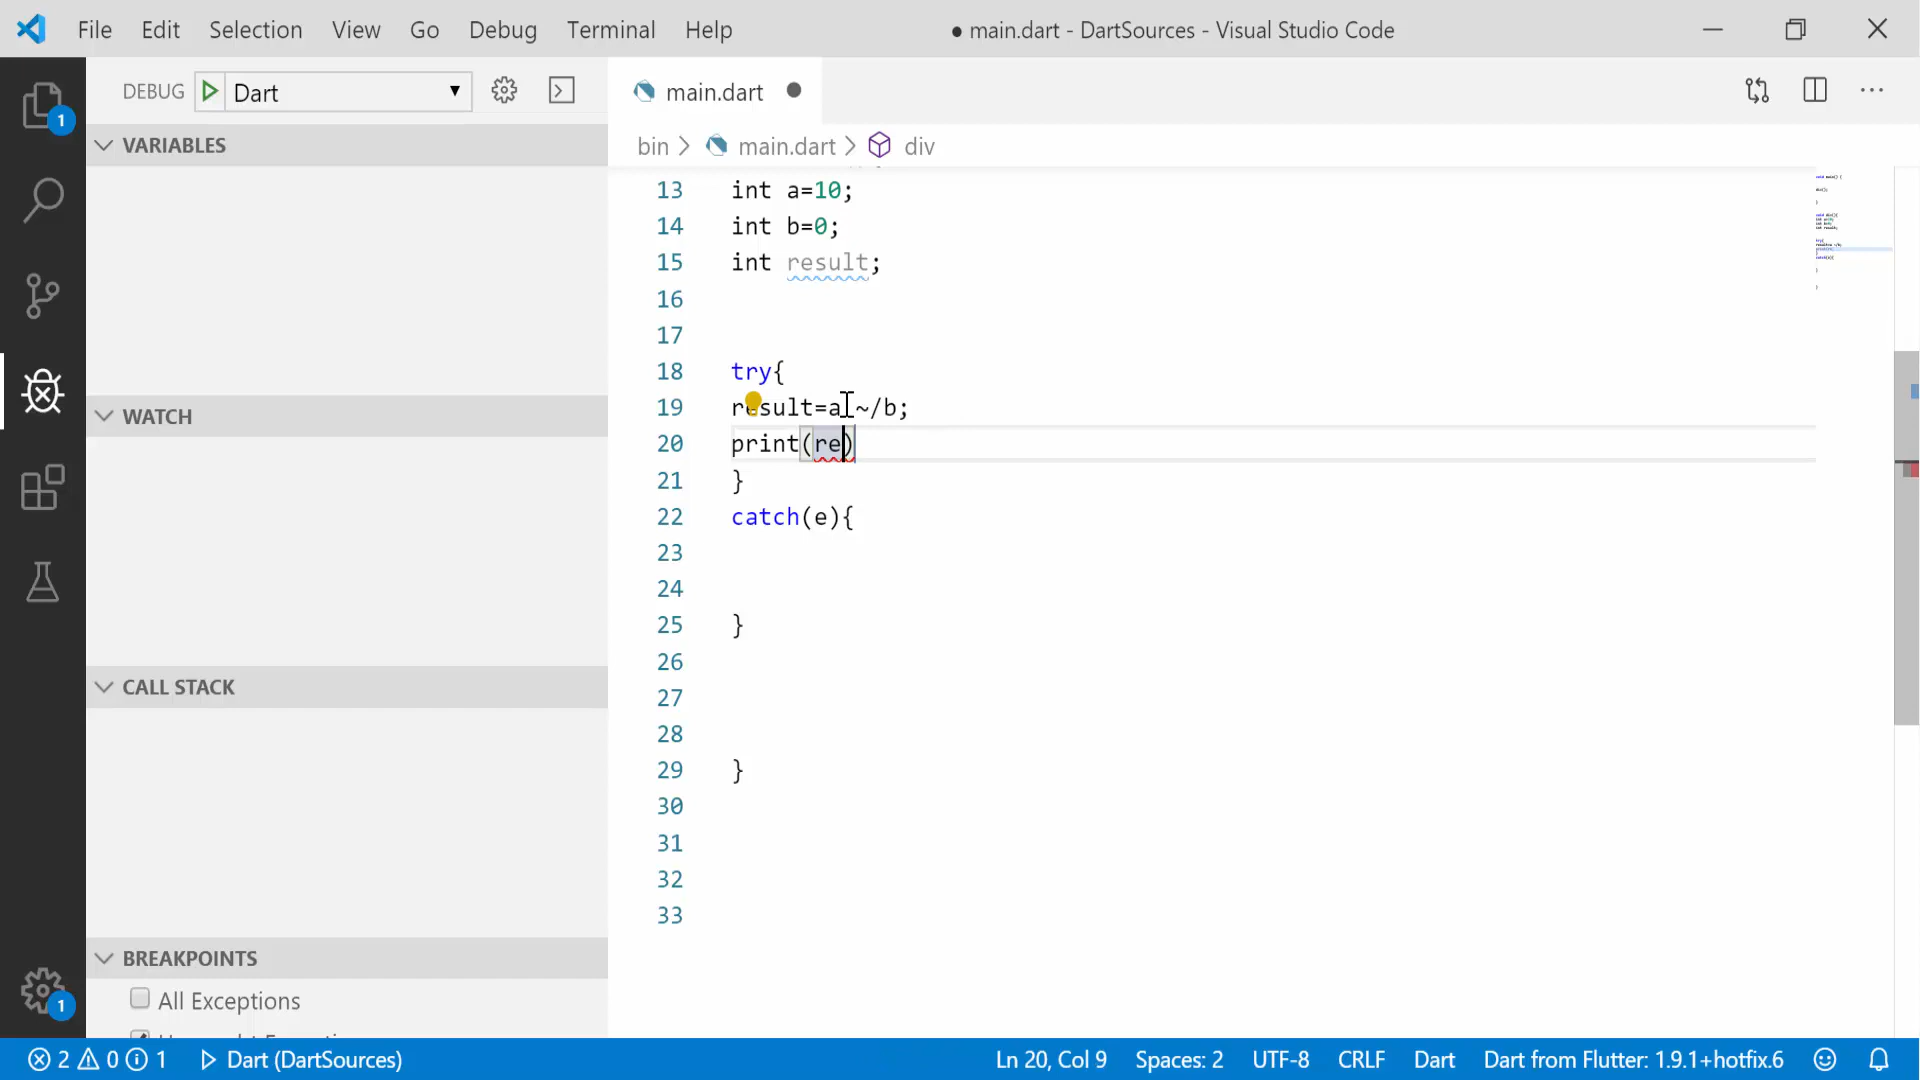 File Edit Selection View Go Debug Terminal Help
● main.dart - DartSources - Visual Studio Code
DEBUG Dart
main.dart
VARIABLES
bin > main.dart > div
13 int a=10;
14 int b=0;
15 int result;
16
17
18 try{
19 result=a ~/b;
20 print(re)
21 }
22 catch(e){
23
24
25 }
26
27
28
29 }
30
31
32
33
WATCH
CALL STACK
BREAKPOINTS
All Exceptions
1
1
2 0 1 Dart (DartSources)
Ln 20, Col 9 Spaces: 2 UTF-8 CRLF Dart Dart from Flutter: 1.9.1+hotfix.6